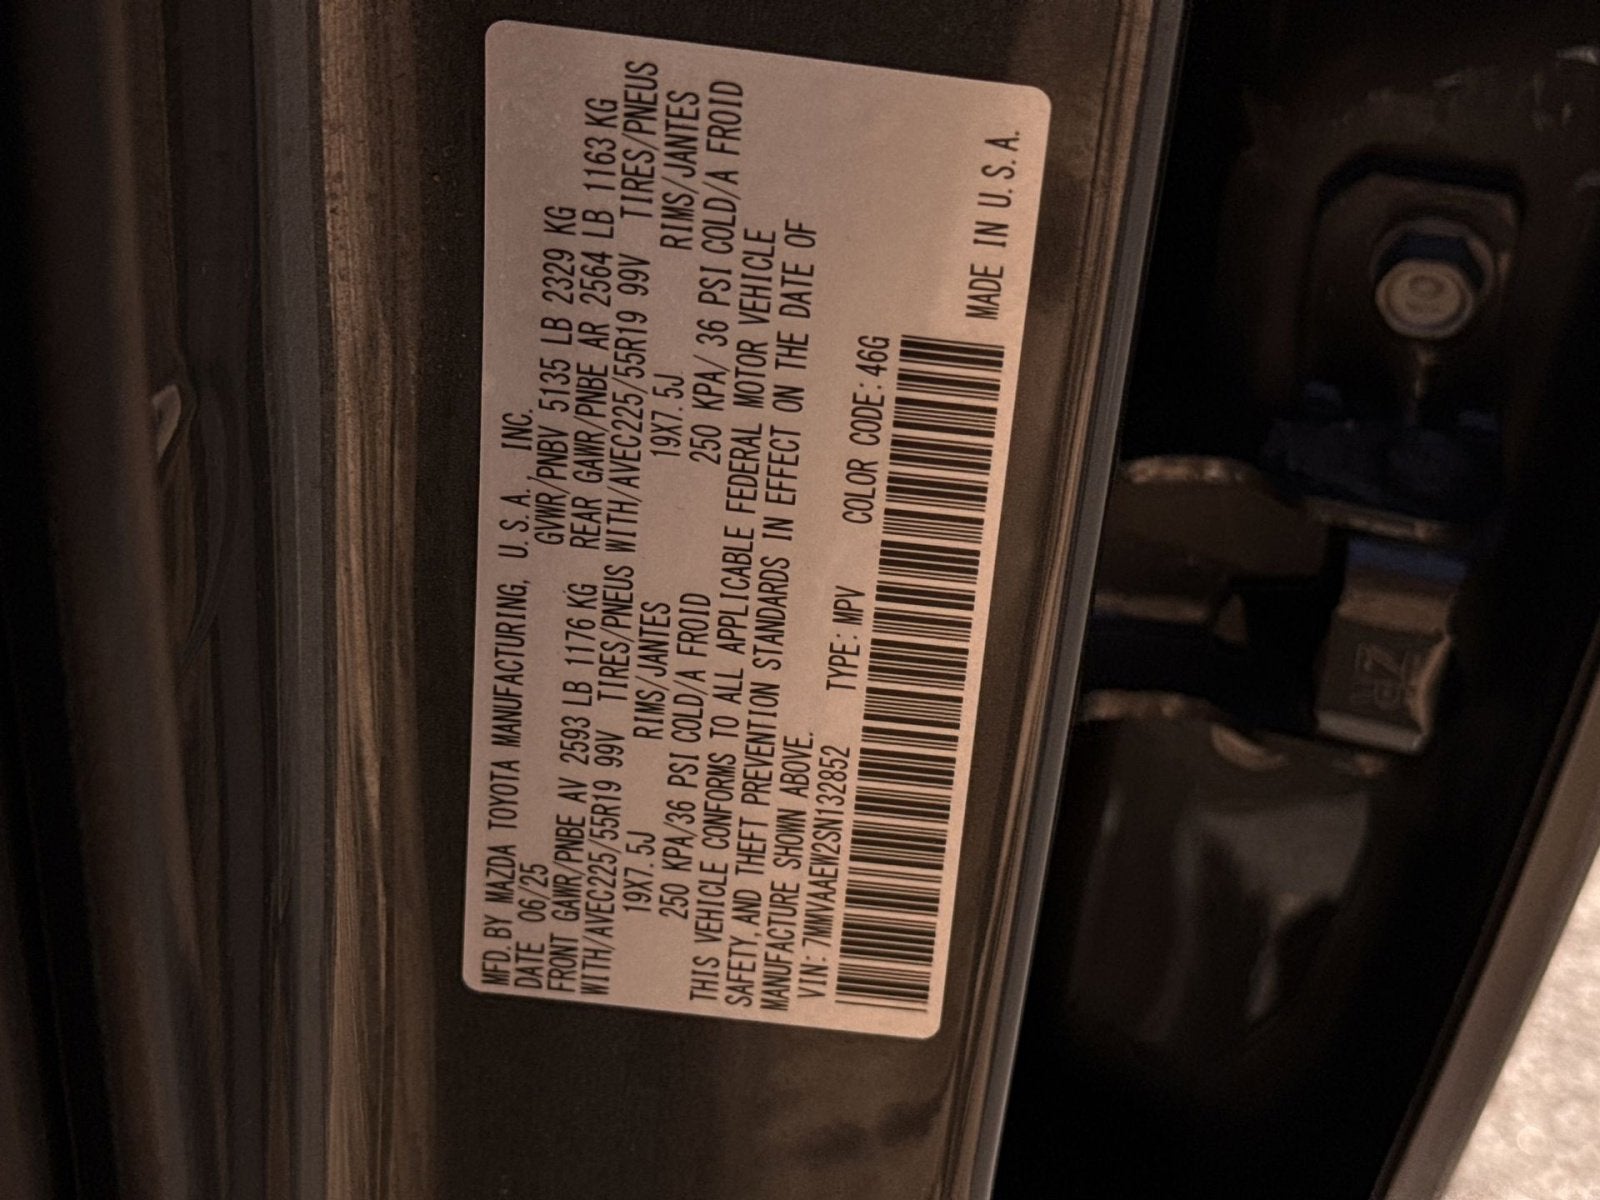 MFD. BY MAZDA TOYOTA MANUFACTURING, U. S. A., INC.
DATE 06/25 GVWR/PNBV 5135 LB 2329 KG
FRONT GAWR/PNBE AV 2593 LB 1176 KG REAR GAWR/PNBE AR 2564 LB 1163 KG
WITH/AVEC225/55R19 99V TIRES/PNEUS WITH/AVEC225/55R19 99V TIRES/PNEUS
19X7. 5J RIMS/JANTES 19X7. 5J RIMS/JANTES
250 KPA/36 PSI COLD/A FROID 250 KPA/ 36 PSI COLD/A FROID
THIS VEHICLE CONFORMS TO ALL APPLICABLE FEDERAL MOTOR VEHICLE
SAFETY, AND THEFT PREVENTION STANDARDS IN EFFECT ON THE DATE OF
MANUFACTURE SHOWN ABOVE.
VIN: 7MMVAAEW2SN132852 TYPE: MPV COLOR CODE: 46G
MADE IN U. S. A.